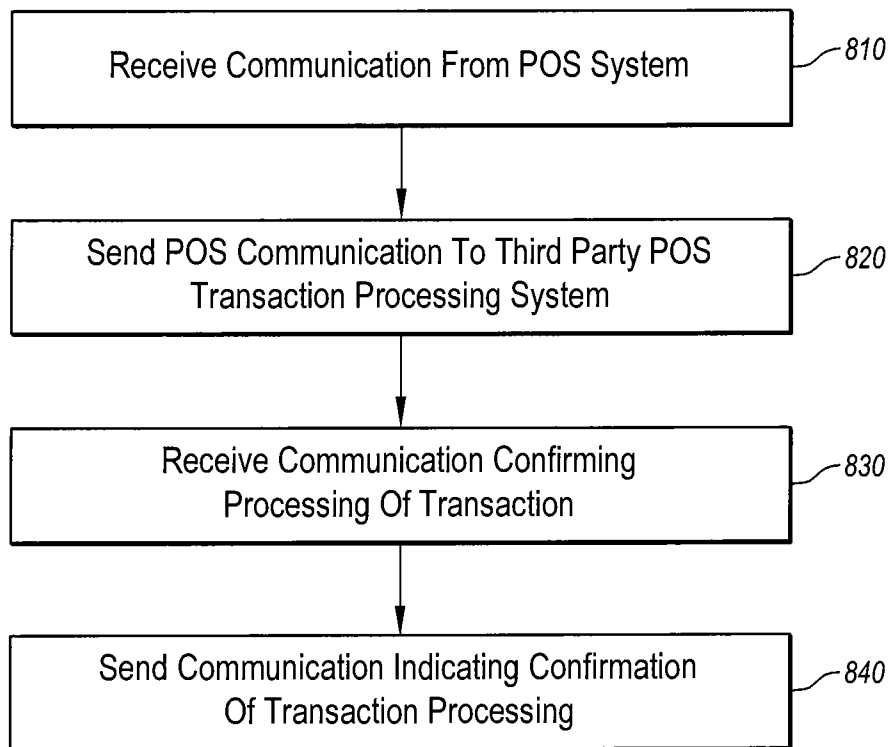 Receive Communication From POS System
810
Send POS Communication To Third Party POS
Transaction Processing System
820
Receive Communication Confirming
Processing Of Transaction
830
Send Communication Indicating Confirmation
Of Transaction Processing
840